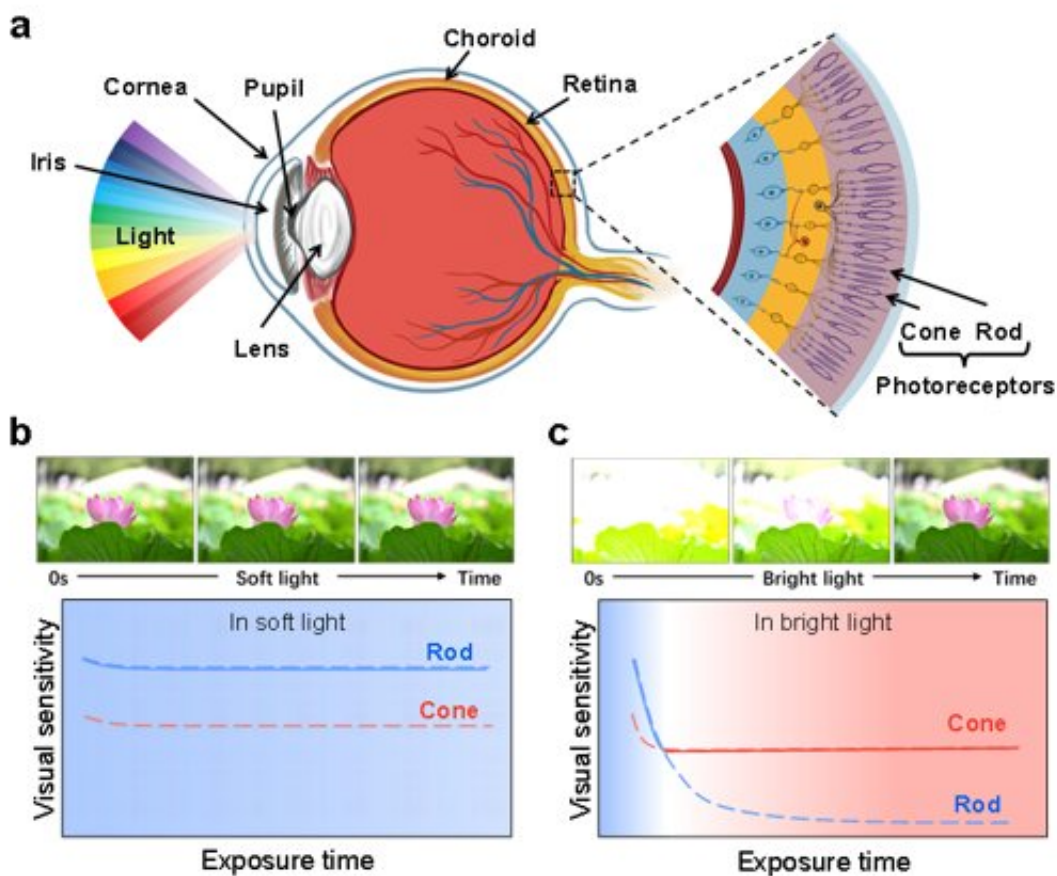 a
Choroid
Cornea
Pupil
Retina
Iris
Light
Lens
Cone Rod
Photoreceptors
b
0s Soft light Time
In soft light
Rod
Cone
Visual sensitivity
Exposure time
c
0s Bright light Time
In bright light
Cone
Rod
Visual sensitivity
Exposure time